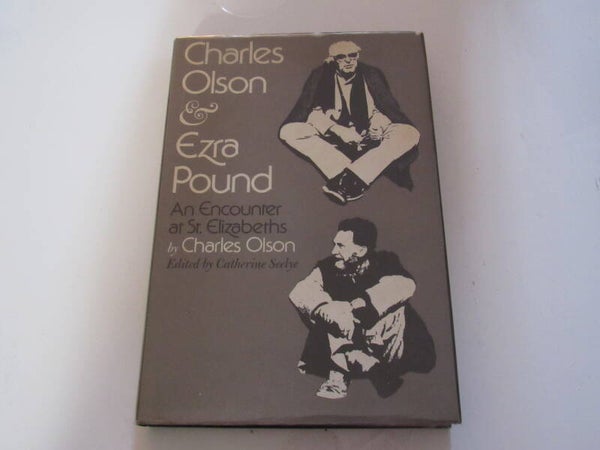 Charles
Olson
&
Ezra
Pound
An Encounter
at St. Elizabeths
by Charles Olson
Edited by Catherine Seelye